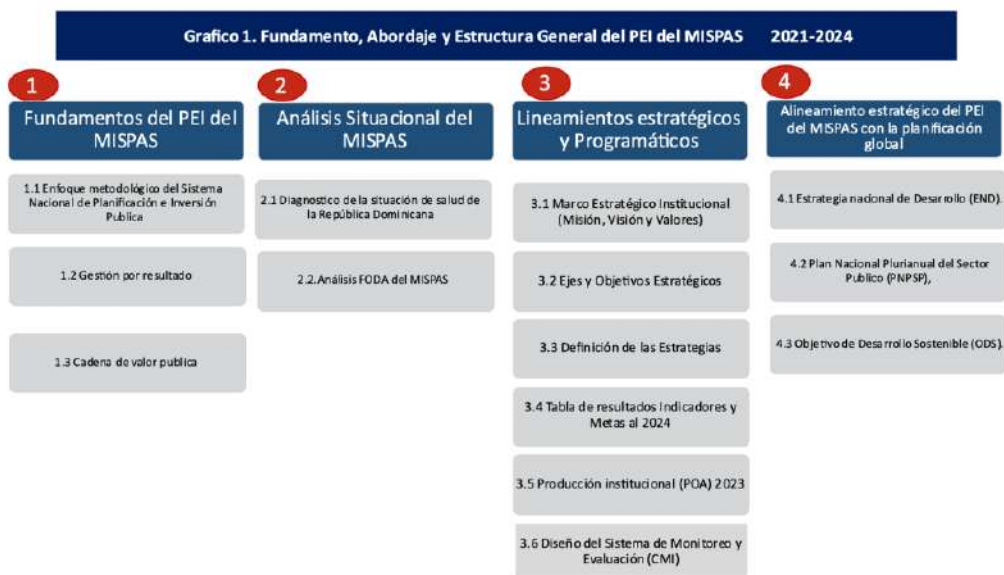 Grafico 1. Fundamento, Abordaje y Estructura General del PEI del MISPAS 2021-2024
1
Fundamentos del PEI del
MISPAS
1.1 Enfoque metodológico del Sistema
Nacional de Planificación e Inversión
Publica
1.2 Gestión por resultado
1.3 Cadena de valor publica
2
Análisis Situacional del
MISPAS
2.1 Diagnostico de la situación de salud de
la República Dominicana
2.2.Análisis FODA del MISPAS
3
Lineamientos estratégicos
y Programáticos
3.1 Marco Estratégico Institucional
(Misión, Visión y Valores)
3.2 Ejes y Objetivos Estratégicos
3.3 Definición de las Estrategias
3.4 Tabla de resultados Indicadores y
Metas al 2024
3.5 Producción institucional (POA) 2023
3.6 Diseño del Sistema de Monitoreo y
Evaluación (CMI)
4
Alineamiento estratégico del PEI
del MISPAS con la planificación
global
4.1 Estrategia nacional de Desarrollo (END).
4.2 Plan Nacional Plurianual del Sector
Publico (PNPSP),
4.3 Objetivo de Desarrollo Sostenible (ODS).